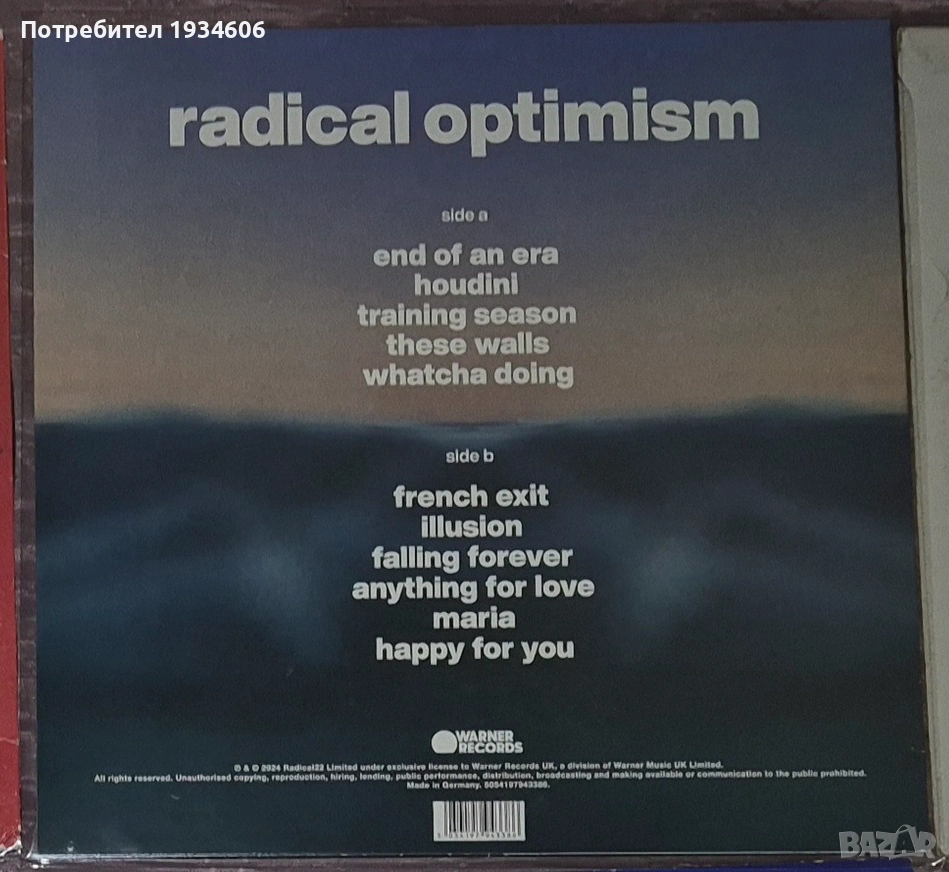 Потребител 1934606
radical optimism
side a
end of an era
houdini
training season
these walls
whatcha doing
side b
french exit
illusion
falling forever
anything for love
maria
happy for you
WARNER
RECORDS
℗ & © 2024 Radical22 Limited under exclusive license to Warner Records UK, a division of Warner Music UK Limited.
All rights reserved. Unauthorised copying, reproduction, hiring, lending, public performance, distribution, broadcasting and making available or communication to the public prohibited.
Made in Germany. 5054197943386.
5 054197 943386
BAZAR